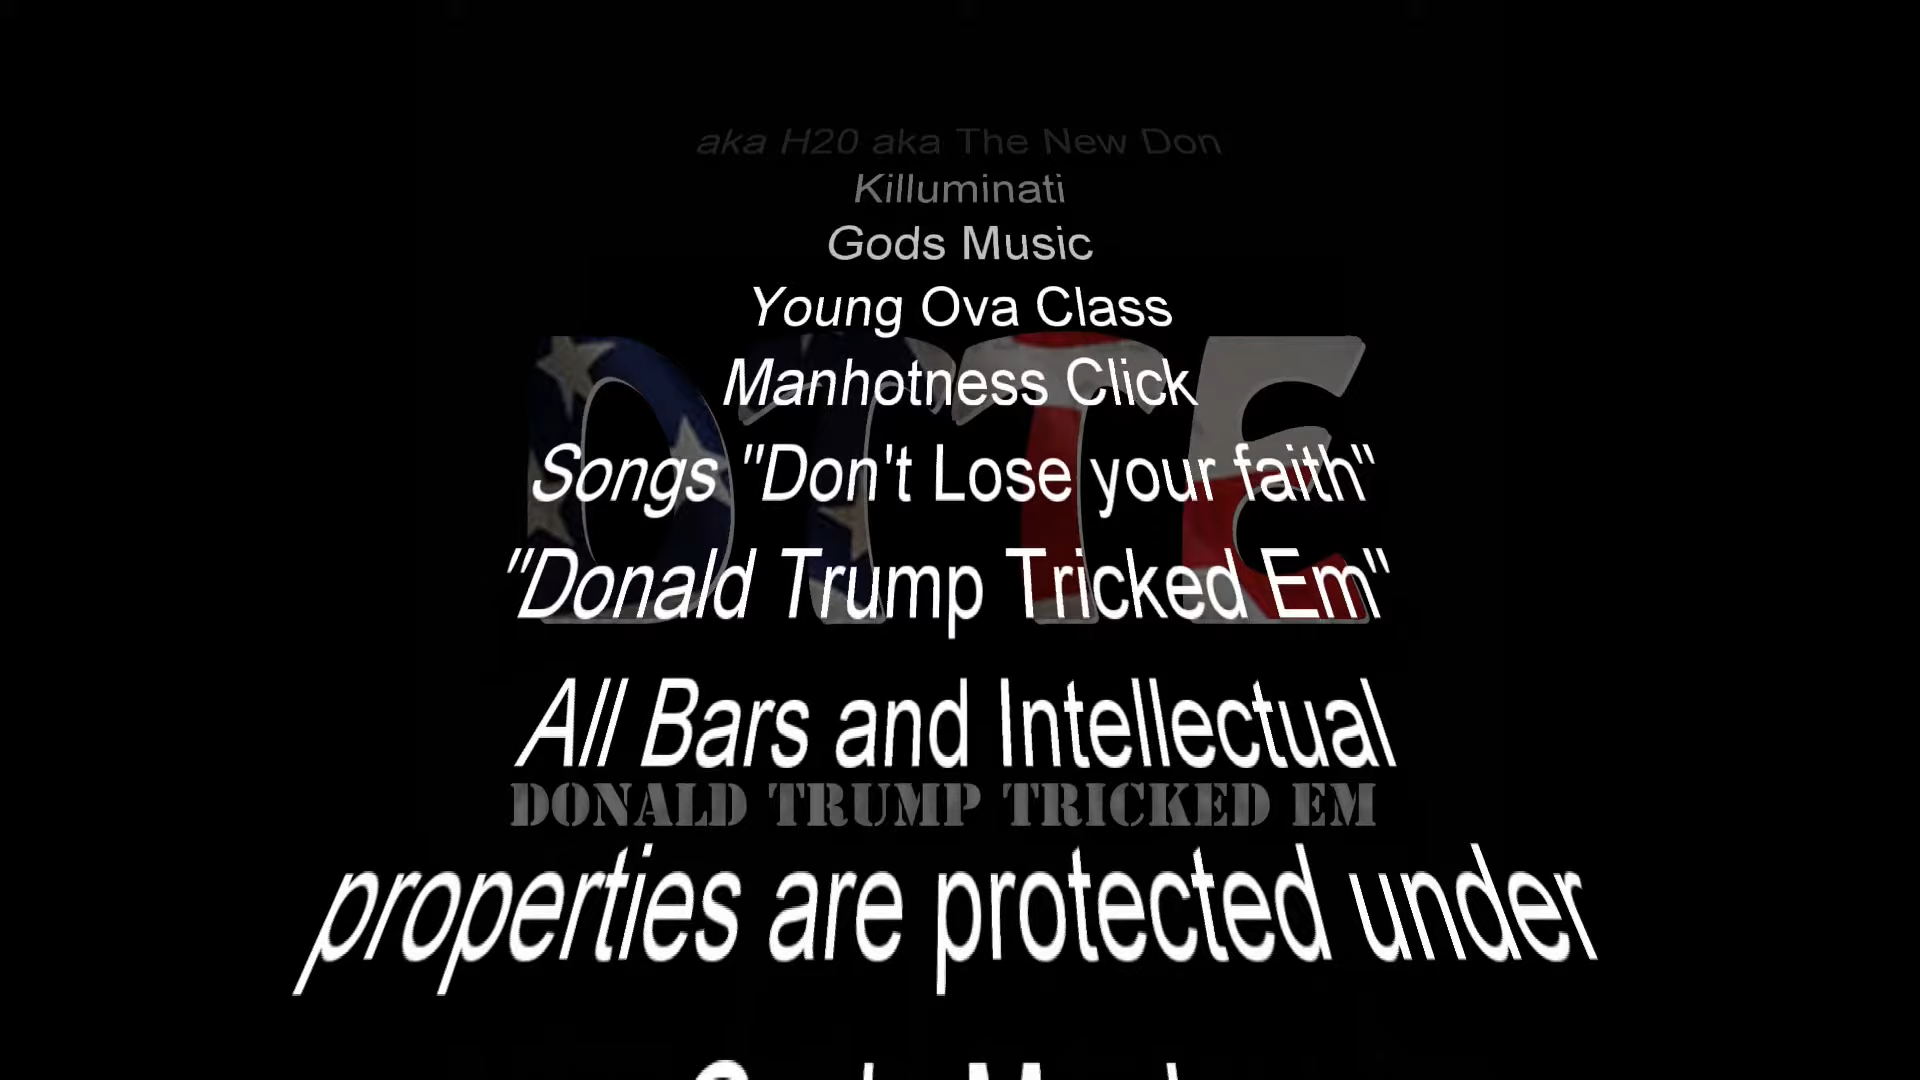 aka H20 aka The New Don
Killuminati
Gods Music
Young Ova Class
Manhotness Click
Songs "Don't Lose your faith"
DTTE
"Donald Trump Tricked Em"
All Bars and Intellectual
DONALD TRUMP TRICKED EM
properties are protected under